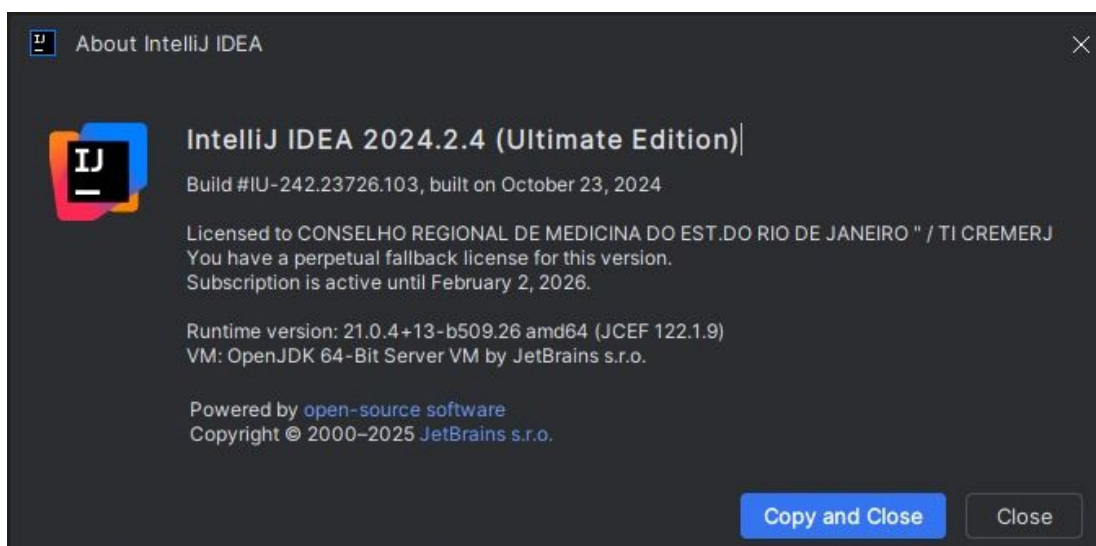 About IntelliJ IDEA
IJ
IntelliJ IDEA 2024.2.4 (Ultimate Edition)
Build #IU-242.23726.103, built on October 23, 2024
Licensed to CONSELHO REGIONAL DE MEDICINA DO EST.DO RIO DE JANEIRO " / TI CREMERJ
You have a perpetual fallback license for this version.
Subscription is active until February 2, 2026.
Runtime version: 21.0.4+13-b509.26 amd64 (JCEF 122.1.9)
VM: OpenJDK 64-Bit Server VM by JetBrains s.r.o.
Powered by open-source software
Copyright © 2000–2025 JetBrains s.r.o.
Copy and Close
Close